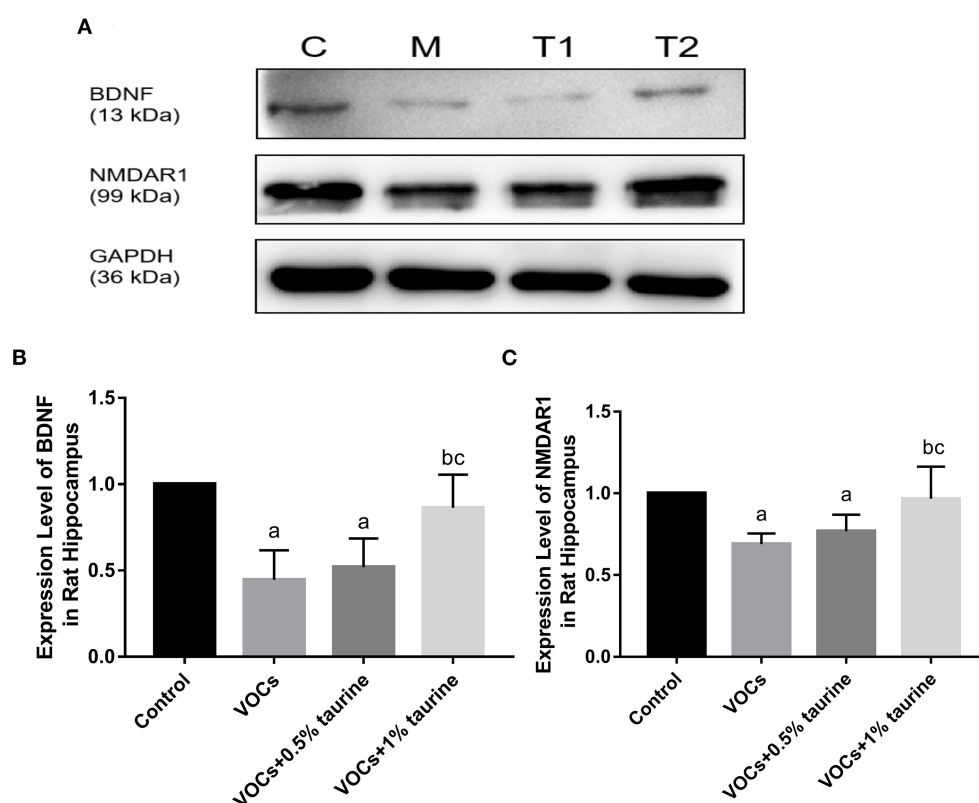 A
C M T1 T2
BDNF
(13 kDa)
NMDAR1
(99 kDa)
GAPDH
(36 kDa)
B
Expression Level of BDNF
in Rat Hippocampus
1.5
1.0
0.5
0.0
a
a
bc
Control
VOCs
VOCs+0.5% taurine
VOCs+1% taurine
C
Expression Level of NMDAR1
in Rat Hippocampus
1.5
1.0
0.5
0.0
a
a
bc
Control
VOCs
VOCs+0.5% taurine
VOCs+1% taurine